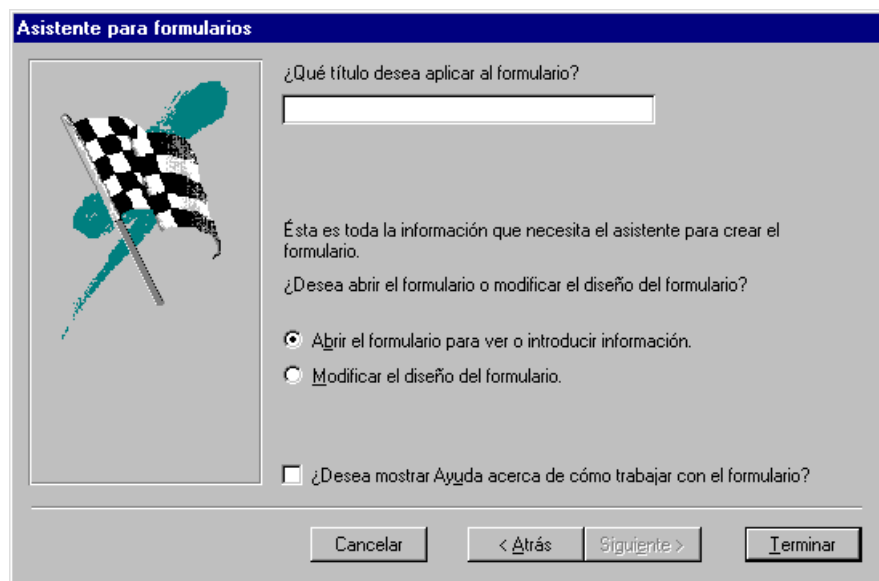 Asistente para formularios
¿Qué título desea aplicar al formulario?
Ésta es toda la información que necesita el asistente para crear el
formulario.
¿Desea abrir el formulario o modificar el diseño del formulario?
Abrir el formulario para ver o introducir información.
Modificar el diseño del formulario.
¿Desea mostrar Ayuda acerca de cómo trabajar con el formulario?
Cancelar < Atrás Siguiente > Terminar